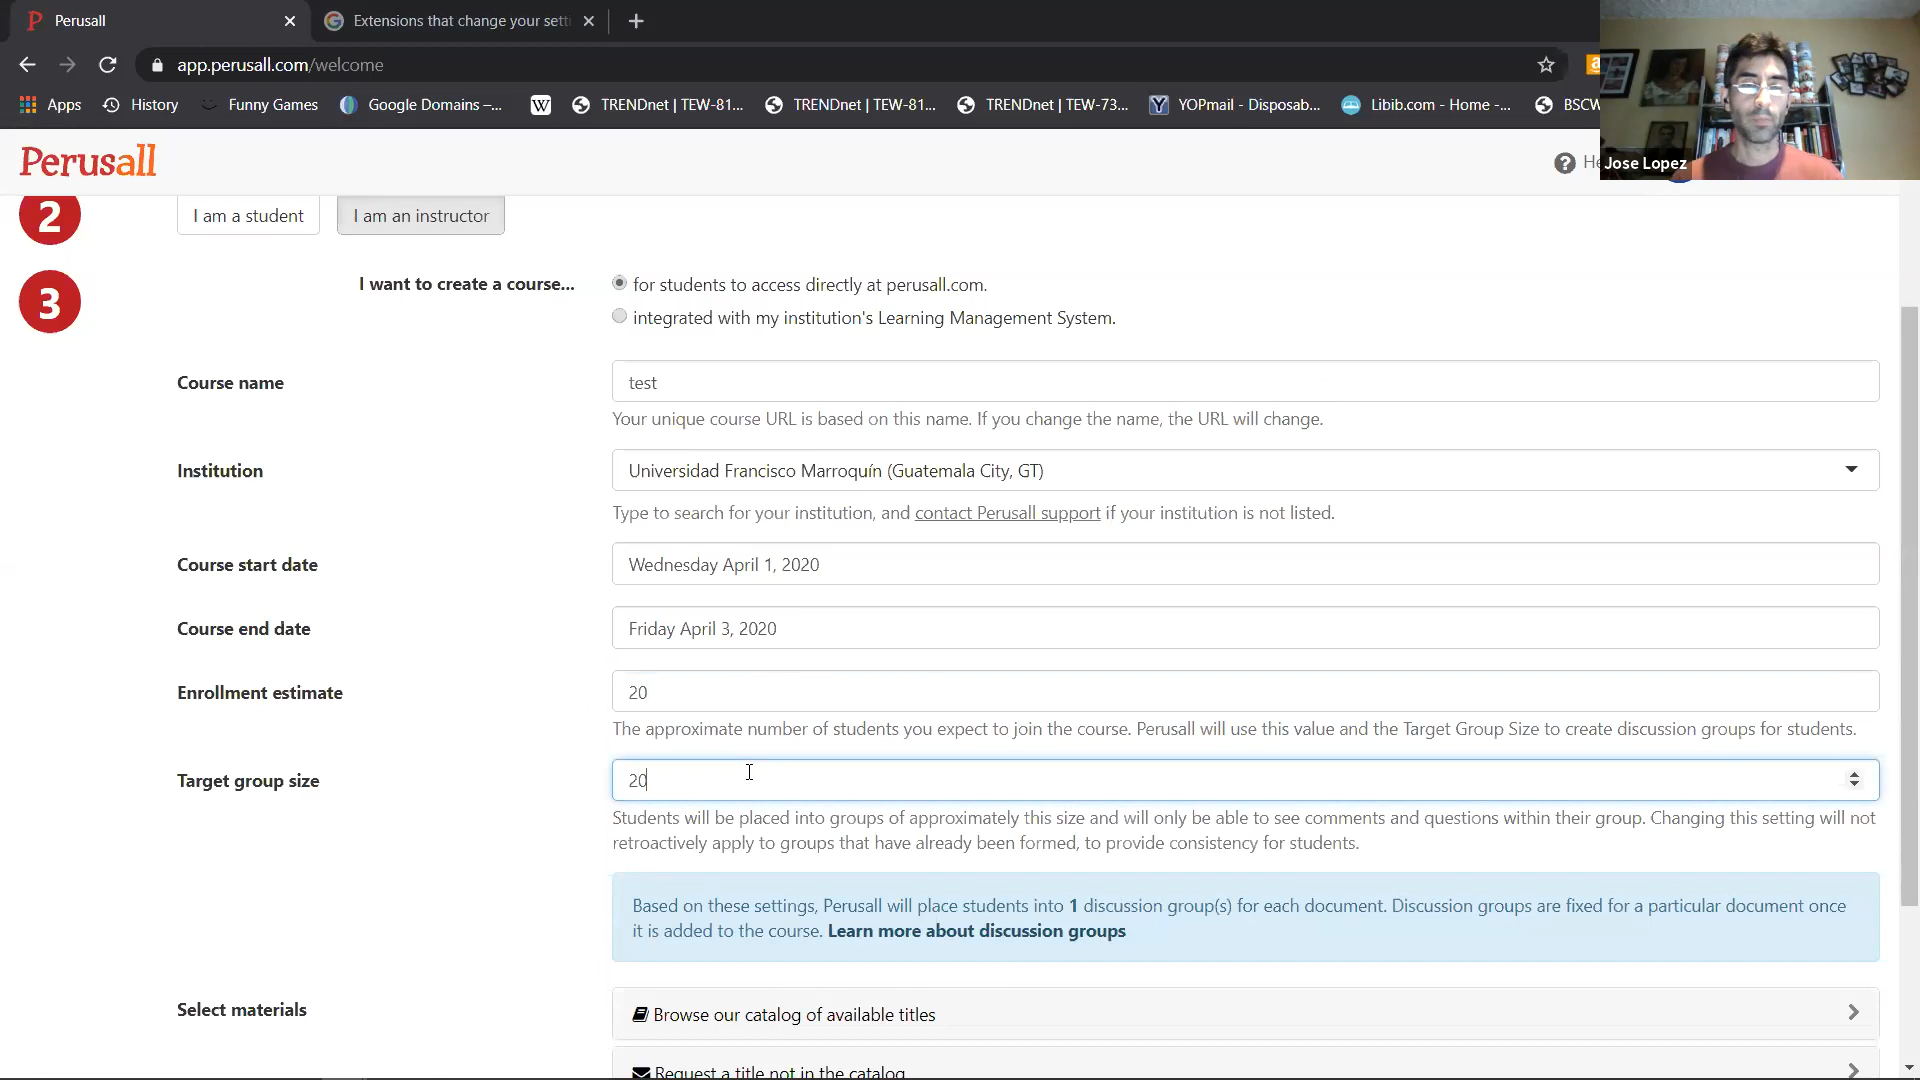 Perusall
Extensions that change your sett
app.perusall.com/welcome
Apps
History
Funny Games
Google Domains –...
W
TRENDnet | TEW-81...
TRENDnet | TEW-81...
TRENDnet | TEW-73...
YOPmail - Disposab...
Libib.com - Home -...
BSCW
Perusall
He
Jose Lopez
2
I am a student
I am an instructor
3
I want to create a course...
for students to access directly at perusall.com.
integrated with my institution's Learning Management System.
Course name
test
Your unique course URL is based on this name. If you change the name, the URL will change.
Institution
Universidad Francisco Marroquín (Guatemala City, GT)
Type to search for your institution, and contact Perusall support if your institution is not listed.
Course start date
Wednesday April 1, 2020
Course end date
Friday April 3, 2020
Enrollment estimate
20
The approximate number of students you expect to join the course. Perusall will use this value and the Target Group Size to create discussion groups for students.
Target group size
20
Students will be placed into groups of approximately this size and will only be able to see comments and questions within their group. Changing this setting will not
retroactively apply to groups that have already been formed, to provide consistency for students.
Based on these settings, Perusall will place students into 1 discussion group(s) for each document. Discussion groups are fixed for a particular document once
it is added to the course. Learn more about discussion groups
Select materials
Browse our catalog of available titles
Request a title not in the catalog